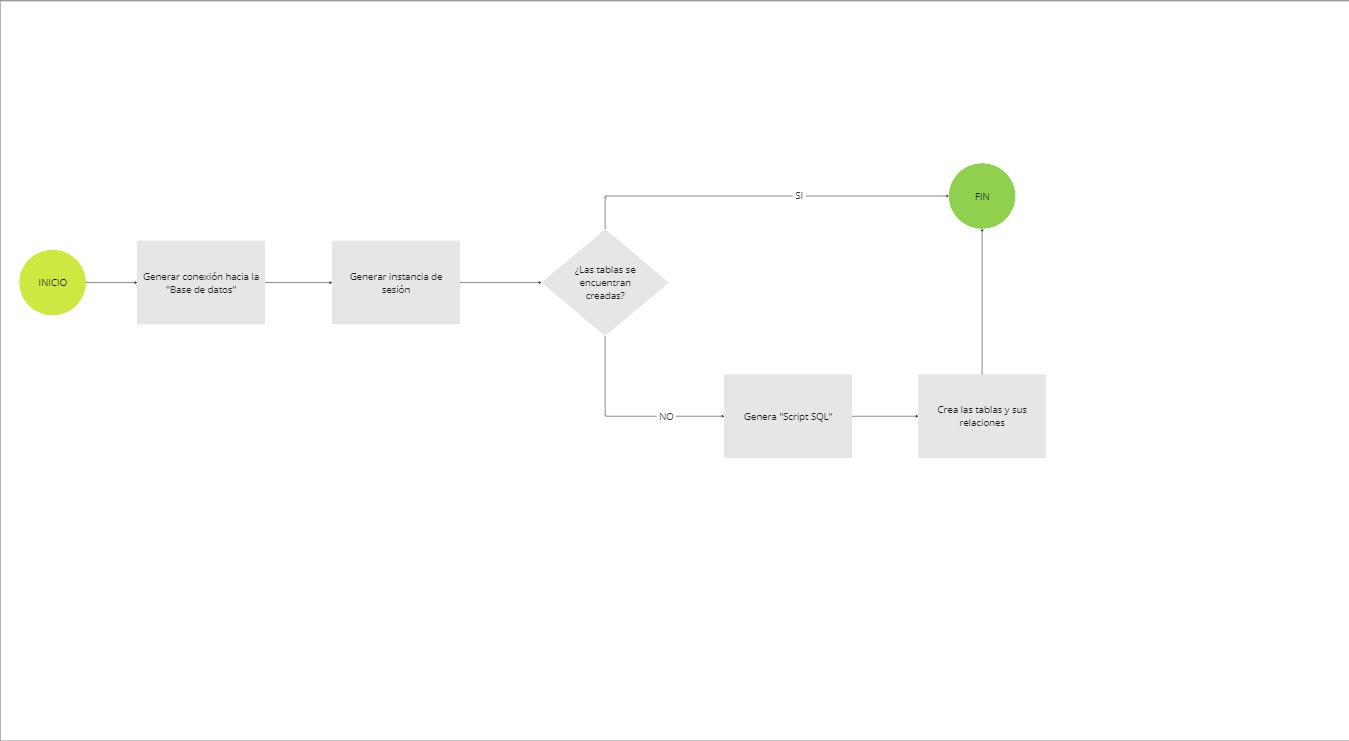 INICIO
Generar conexión hacia la
"Base de datos"
Generar instancia de
sesión
¿Las tablas se
encuentran
creadas?
SI
FIN
NO
Genera "Script SQL"
Crea las tablas y sus
relaciones